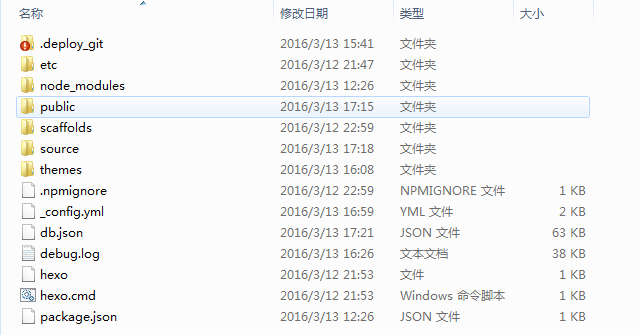 名称 修改日期 类型 大小
.deploy_git 2016/3/13 15:41 文件夹
etc 2016/3/12 21:47 文件夹
node_modules 2016/3/13 12:26 文件夹
public 2016/3/13 17:15 文件夹
scaffolds 2016/3/12 22:59 文件夹
source 2016/3/13 17:18 文件夹
themes 2016/3/13 16:08 文件夹
.npmignore 2016/3/12 22:59 NPMIGNORE 文件 1 KB
_config.yml 2016/3/13 16:59 YML 文件 2 KB
db.json 2016/3/13 17:21 JSON 文件 63 KB
debug.log 2016/3/13 16:26 文本文档 38 KB
hexo 2016/3/12 21:53 文件 1 KB
hexo.cmd 2016/3/12 21:53 Windows 命令脚本 1 KB
package.json 2016/3/13 12:26 JSON 文件 1 KB